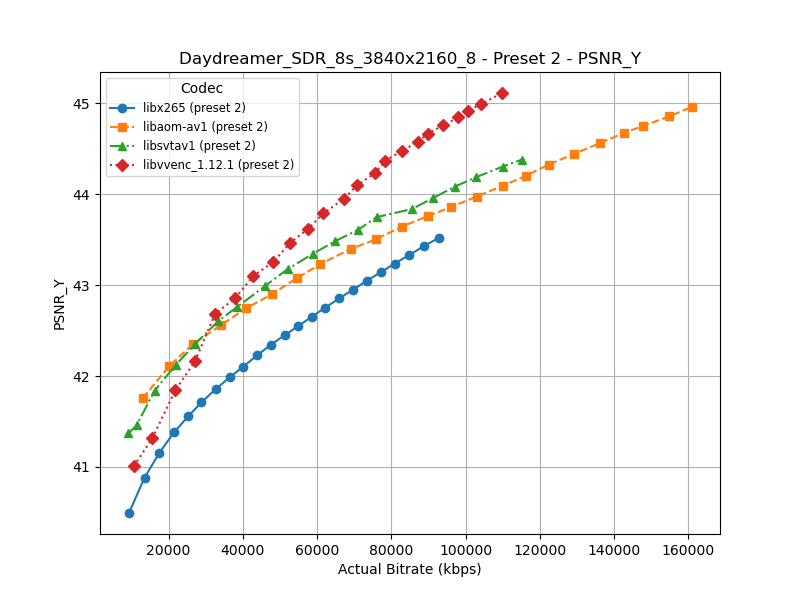 Daydreamer_SDR_8s_3840x2160_8 - Preset 2 - PSNR_Y
Codec
libx265 (preset 2)
libaom-av1 (preset 2)
libsvtav1 (preset 2)
libvvenc_1.12.1 (preset 2)
45
44
43
42
41
PSNR_Y
20000 40000 60000 80000 100000 120000 140000 160000
Actual Bitrate (kbps)